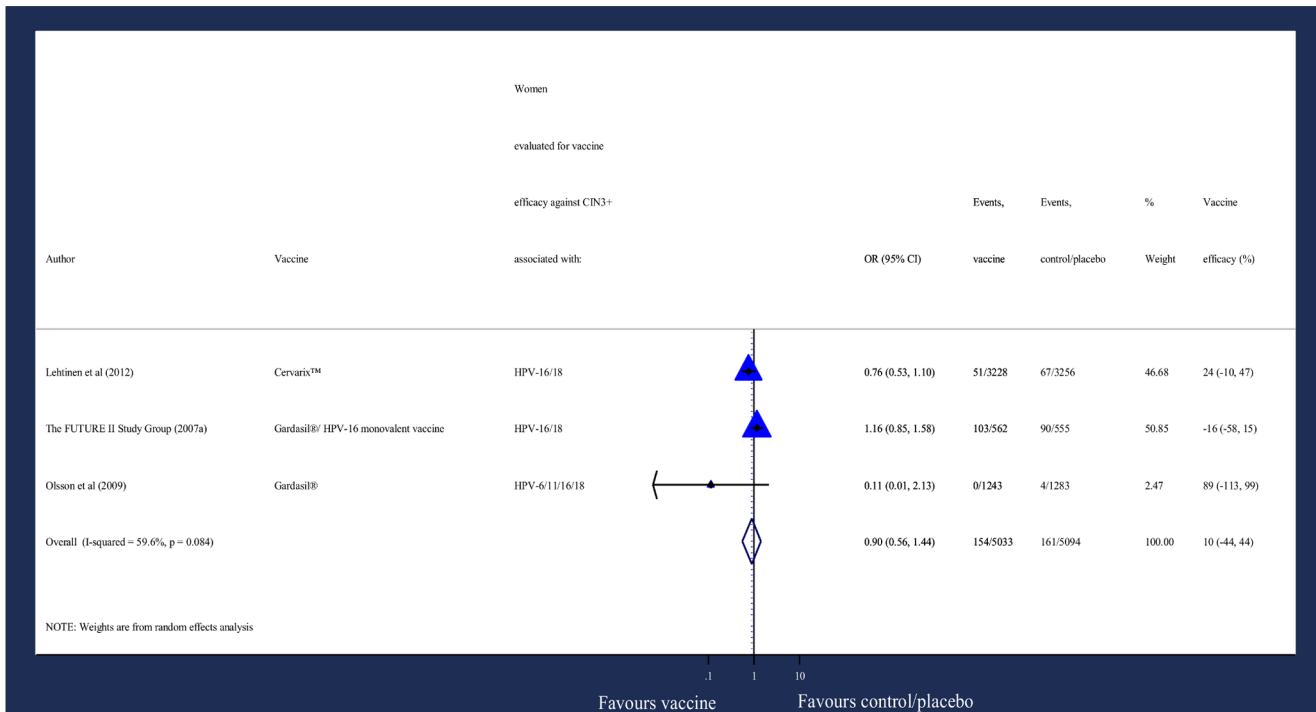 Women
evaluated for vaccine
efficacy against CIN3+ Events, Events, % Vaccine
Author Vaccine associated with: OR (95% CI) vaccine control/placebo Weight efficacy (%)
Lehtinen et al (2012) Cervarix™ HPV-16/18 0.76 (0.53, 1.10) 51/3228 67/3256 46.68 24 (-10, 47)
The FUTURE II Study Group (2007a) Gardasil®/ HPV-16 monovalent vaccine HPV-16/18 1.16 (0.85, 1.58) 103/562 90/555 50.85 -16 (-58, 15)
Olsson et al (2009) Gardasil® HPV-6/11/16/18 0.11 (0.01, 2.13) 0/1243 4/1283 2.47 89 (-113, 99)
Overall (I-squared = 59.6%, p = 0.084) 0.90 (0.56, 1.44) 154/5033 161/5094 100.00 10 (-44, 44)
NOTE: Weights are from random effects analysis
.1 1 10
Favours vaccine Favours control/placebo